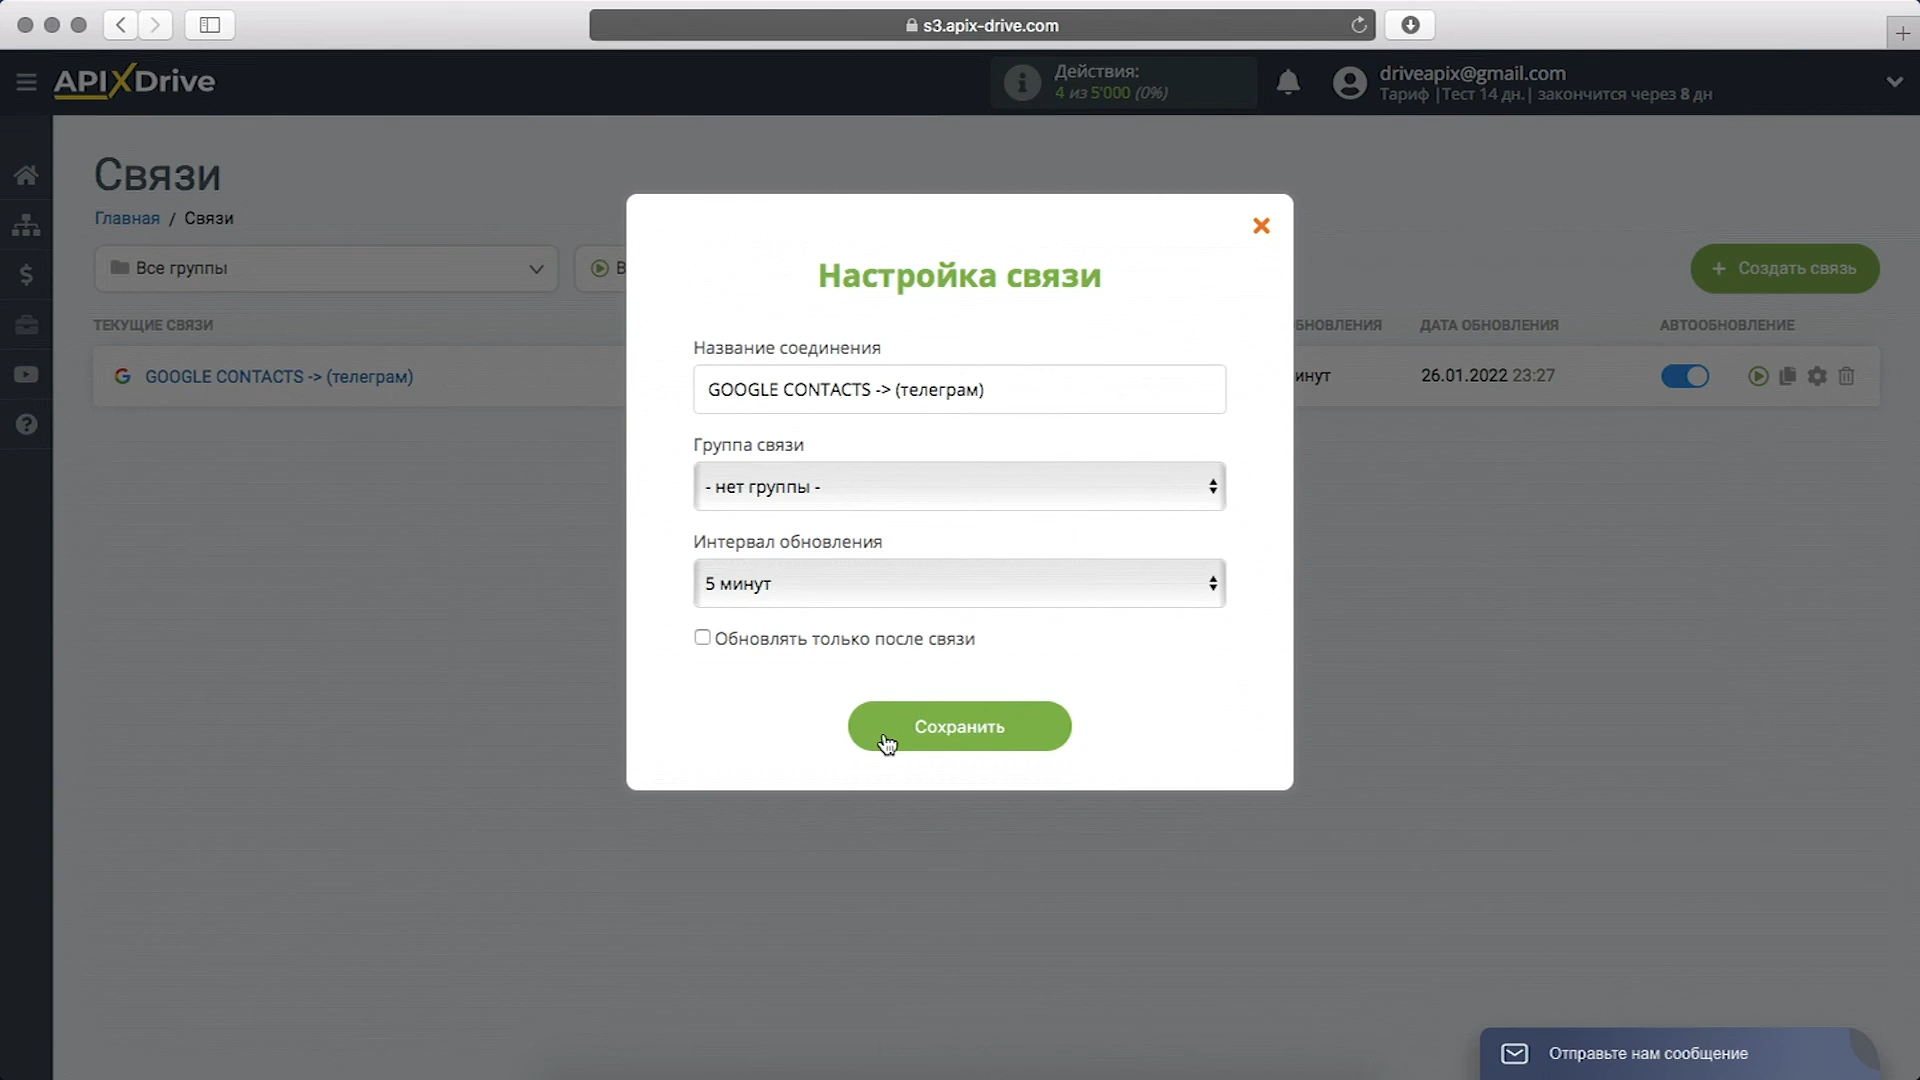 s3.apix-drive.com
APIXDrive
Действия:
4 из 5'000 (0%)
driveapix@gmail.com
Тариф |Тест 14 дн.| закончится через 8 дн
Связи
Главная / Связи
Все группы
В
+ Создать связь
ТЕКУЩИЕ СВЯЗИ
БНОВЛЕНИЯ
ДАТА ОБНОВЛЕНИЯ
АВТООБНОВЛЕНИЕ
GOOGLE CONTACTS -> (телеграм)
инут
26.01.2022 23:27
Настройка связи
Название соединения
GOOGLE CONTACTS -> (телеграм)
Группа связи
- нет группы -
Интервал обновления
5 минут
Обновлять только после связи
Сохранить
Отправьте нам сообщение